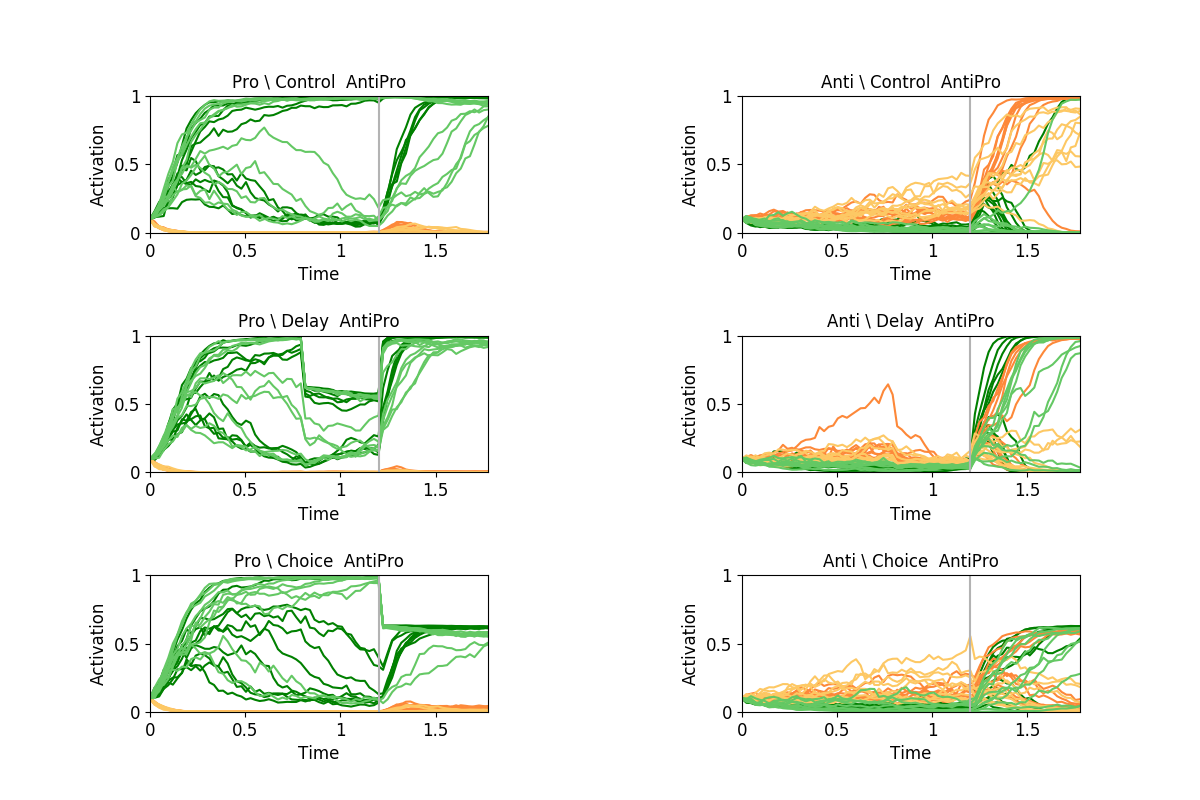 Pro \ Control  AntiPro
1
0.5
0
Activation
0 0.5 1 1.5
Time
Anti \ Control  AntiPro
1
0.5
0
Activation
0 0.5 1 1.5
Time
Pro \ Delay  AntiPro
1
0.5
0
Activation
0 0.5 1 1.5
Time
Anti \ Delay  AntiPro
1
0.5
0
Activation
0 0.5 1 1.5
Time
Pro \ Choice  AntiPro
1
0.5
0
Activation
0 0.5 1 1.5
Time
Anti \ Choice  AntiPro
1
0.5
0
Activation
0 0.5 1 1.5
Time